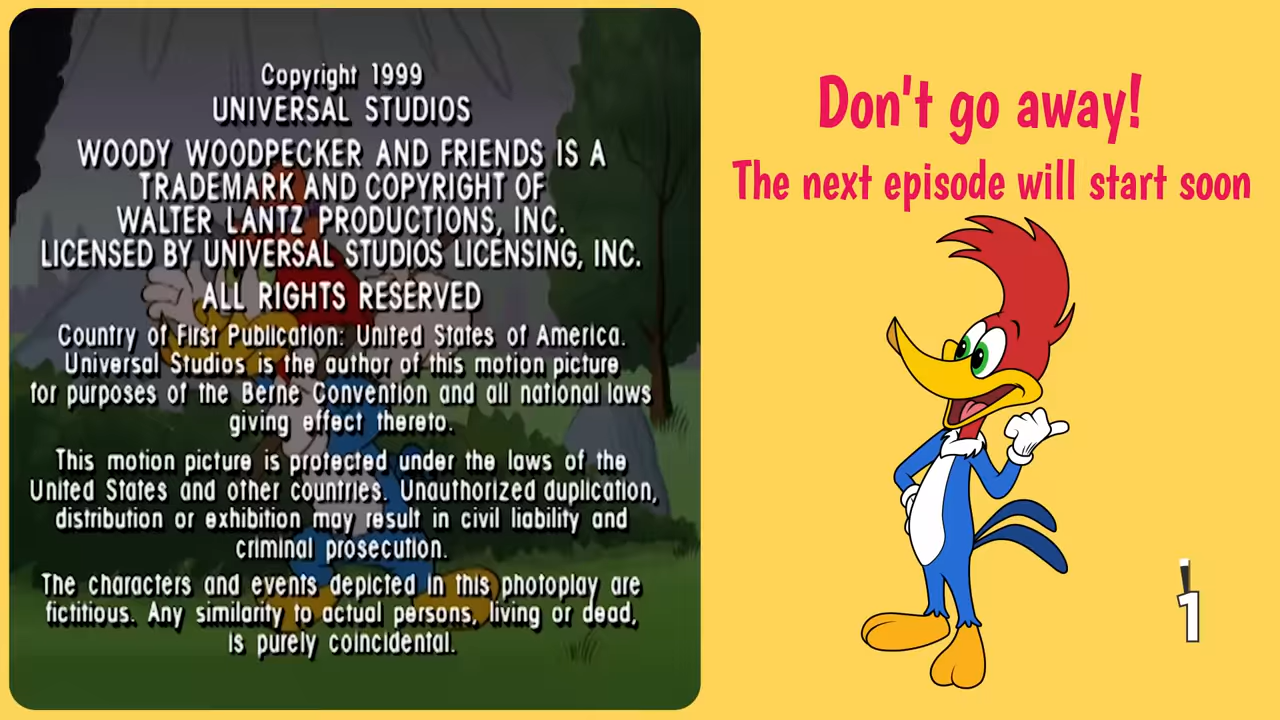 Copyright 1999
UNIVERSAL STUDIOS
WOODY WOODPECKER AND FRIENDS IS A
TRADEMARK AND COPYRIGHT OF
WALTER LANTZ PRODUCTIONS, INC.
LICENSED BY UNIVERSAL STUDIOS LICENSING, INC.
ALL RIGHTS RESERVED
Country of First Publication: United States of America.
Universal Studios is the author of this motion picture
for purposes of the Berne Convention and all national laws
giving effect thereto.
This motion picture is protected under the laws of the
United States and other countries. Unauthorized duplication,
distribution or exhibition may result in civil liability and
criminal prosecution.
The characters and events depicted in this photoplay are
fictitious. Any similarity to actual persons, living or dead,
is purely coincidental.
Don't go away!
The next episode will start soon
1